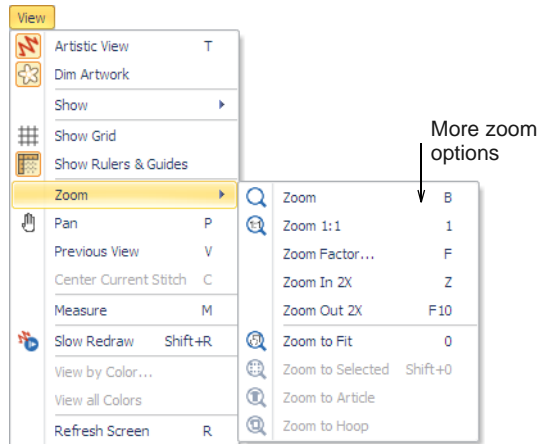 View
Artistic View T
Dim Artwork
Show
Show Grid
Show Rulers & Guides
Zoom
Pan P
Previous View V
Center Current Stitch C
Measure M
Slow Redraw Shift+R
View by Color...
View all Colors
Refresh Screen R
More zoom
options
Zoom B
1:1
Zoom 1:1 1
Zoom Factor... F
Zoom In 2X Z
Zoom Out 2X F10
Zoom to Fit 0
Zoom to Selected Shift+0
Zoom to Article
Zoom to Hoop